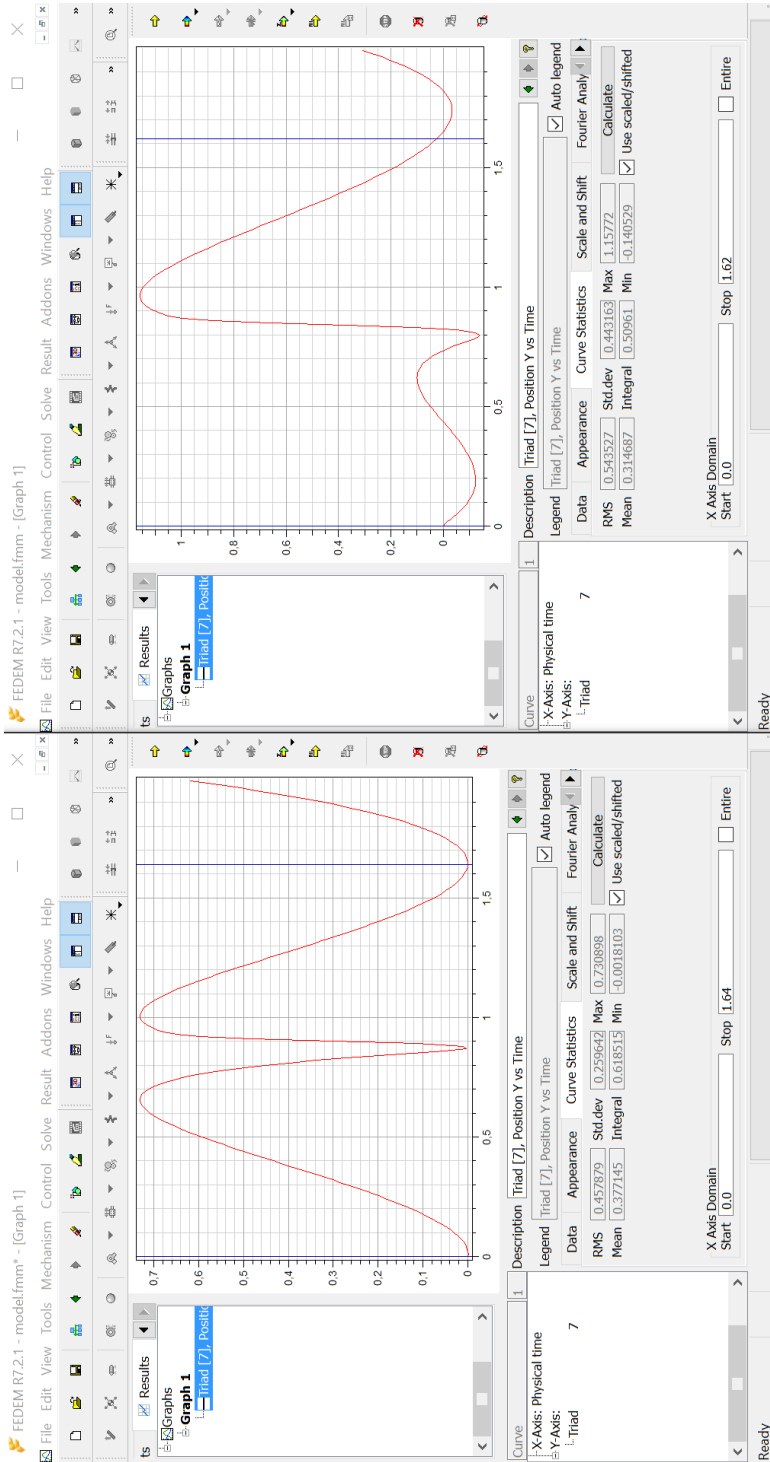 FEDEM R7.2.1 - model.fmm* - [Graph 1]
File Edit View Tools Mechanism Control Solve Result Addons Windows Help
ts Results
Graphs
Graph 1
Triad [7], Positic
0,7
0,6
0,5
0,4
0,3
0,2
0,1
0
0 0,5 1 1,5
Curve 1
X-Axis: Physical time
Y-Axis:
Triad 7
Description Triad [7], Position Y vs Time
Legend Triad [7], Position Y vs Time Auto legend
Data Appearance Curve Statistics Scale and Shift Fourier Analy
RMS 0.457879 Std.dev 0.259642 Max 0.730898 Calculate
Mean 0.377145 Integral 0.618515 Min -0.0018103 Use scaled/shifted
X Axis Domain
Start 0.0 Stop 1.64 Entire
Ready
FEDEM R7.2.1 - model.fmm - [Graph 1]
File Edit View Tools Mechanism Control Solve Result Addons Windows Help
ts Results
Graphs
Graph 1
Triad [7], Positic
1
0,8
0,6
0,4
0,2
0
0 0,5 1 1,5
Curve 1
X-Axis: Physical time
Y-Axis:
Triad 7
Description Triad [7], Position Y vs Time
Legend Triad [7], Position Y vs Time Auto legend
Data Appearance Curve Statistics Scale and Shift Fourier Analy
RMS 0.543527 Std.dev 0.443163 Max 1.15772 Calculate
Mean 0.314687 Integral 0.50961 Min -0.140529 Use scaled/shifted
X Axis Domain
Start 0.0 Stop 1.62 Entire
Ready